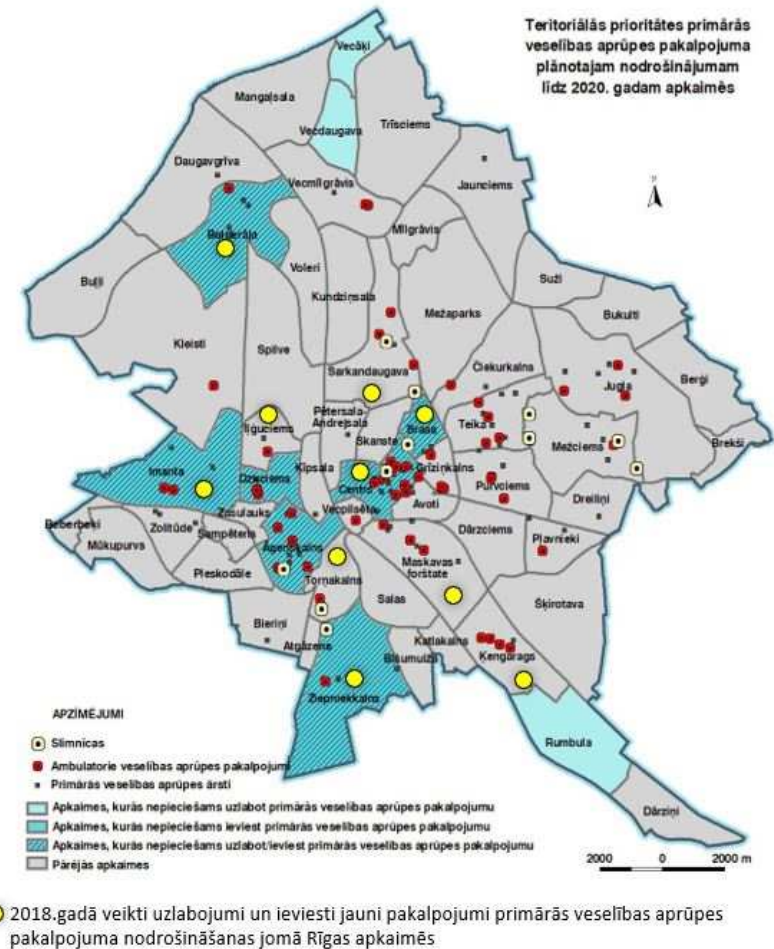 Teritoriālās prioritātes primārās
veselības aprūpes pakalpojuma
plānotajam nodrošinājumam
līdz 2020. gadam apkaimēs
Vecāķi
Mangaļsala
Vecdaugava
Trīsciems
Daugavgrīva
Vecmīlgrāvis
Jaunciems
Mīlgrāvis
Bolderāja
Voleri
Buļļi
Kundziņsala
Suži
Mežaparks
Bukulti
Kleisti
Spilve
Sarkandaugava
Čiekurkalns
Jugla
Berģi
Pētersala-
Andrejsala
Iļģuciems
Brasa
Teika
Skanste
Mežciems
Brekši
Imanta
Ķīpsala
Grīziņkalns
Dzirciems
Centrs
Purvciems
Dreiliņi
Zasulauks
Vecpilsēta
Avoti
Beberbeķi
Zolitūde
Sampēteris
Dārzciems
Pļavnieki
Mūkupurvs
Āgenskalns
Maskavas
forštate
Pleskodāle
Torņakalns
Salas
Šķirotava
Bieriņi
Atgāzene
Katlakalns
Ķengarags
Bišumuiža
Ziepniekkalns
Rumbula
Dārziņi
APZĪMĒJUMI
Slimnīcas
Ambulatorie veselības aprūpes pakalpojumi
Primārās veselības aprūpes ārsti
Apkaimes, kurās nepieciešams uzlabot primārās veselības aprūpes pakalpojumu
Apkaimes, kurās nepieciešams ieviest primārās veselības aprūpes pakalpojumu
Apkaimes, kurās nepieciešams uzlabot/ieviest primārās veselības aprūpes pakalpojumu
Pārējās apkaimes
2000 0 2000 m
2018.gadā veikti uzlabojumi un ieviesti jauni pakalpojumi primārās veselības aprūpes
pakalpojuma nodrošināšanas jomā Rīgas apkaimēs